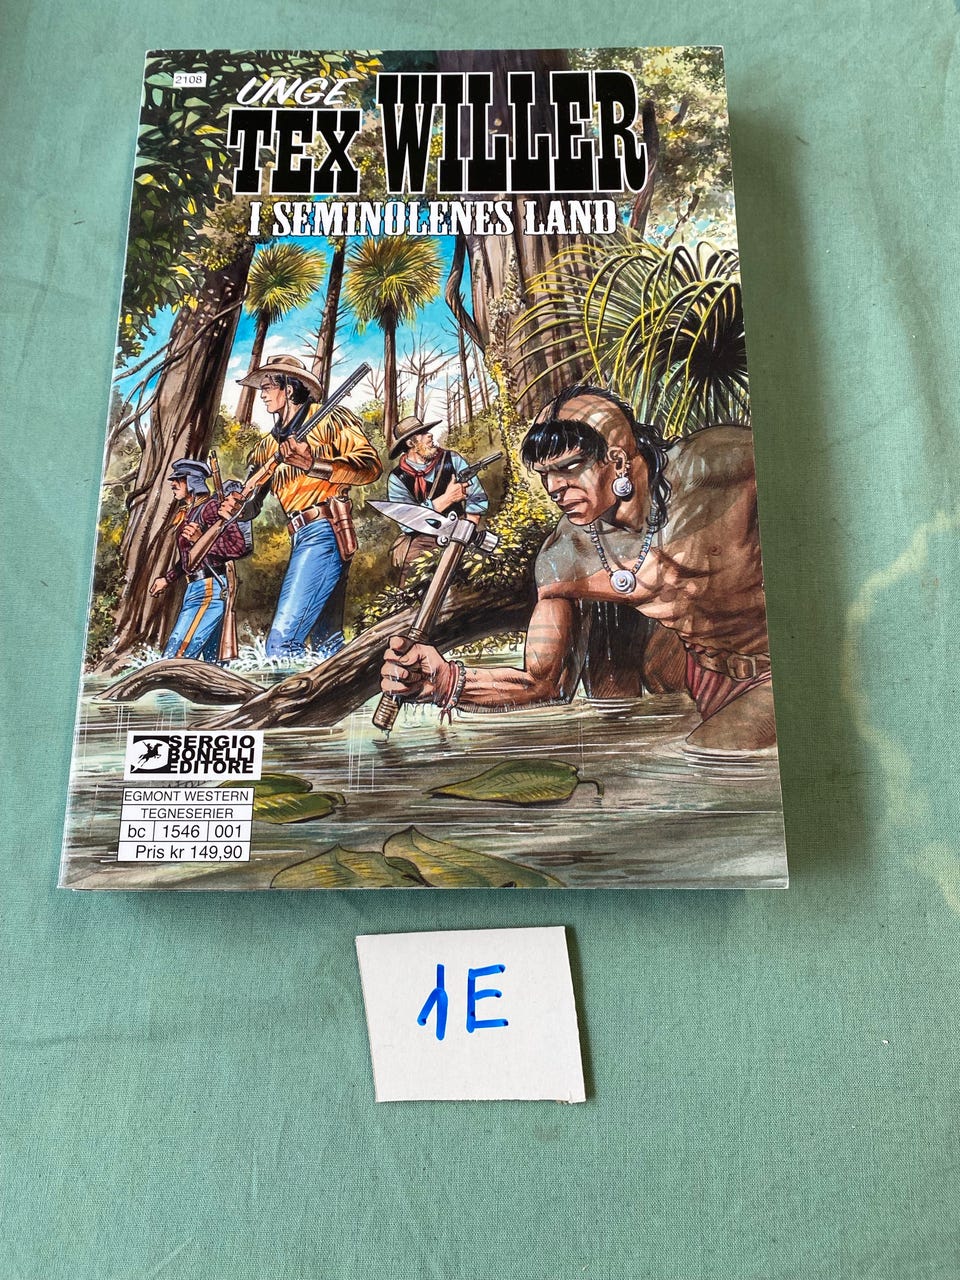 2108
UNGE
TEX WILLER
I SEMINOLENES LAND
SERGIO
BONELLI
EDITORE
EGMONT WESTERN
TEGNESERIER
bc 1546 001
Pris kr 149,90
1E